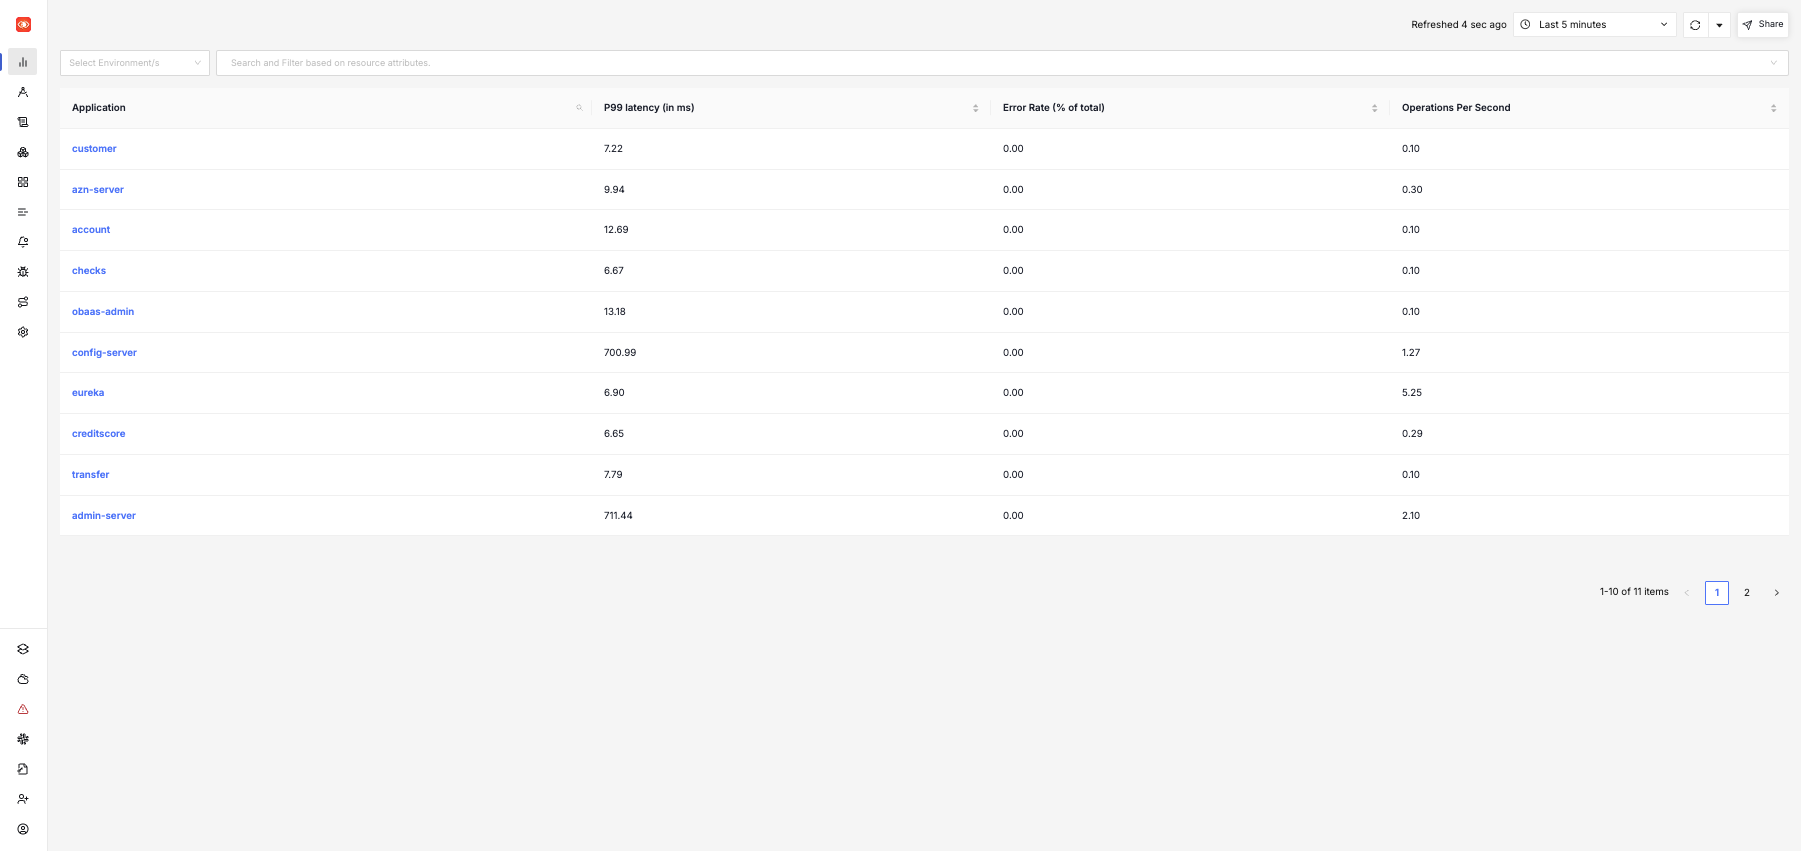 Refreshed 4 sec ago Last 5 minutes Share
Select Environment/s Search and Filter based on resource attributes.
Application P99 latency (in ms) Error Rate (% of total) Operations Per Second
customer 7.22 0.00 0.10
azn-server 9.94 0.00 0.30
account 12.69 0.00 0.10
checks 6.67 0.00 0.10
obaas-admin 13.18 0.00 0.10
config-server 700.99 0.00 1.27
eureka 6.90 0.00 5.25
creditscore 6.65 0.00 0.29
transfer 7.79 0.00 0.10
admin-server 711.44 0.00 2.10
1-10 of 11 items 1 2